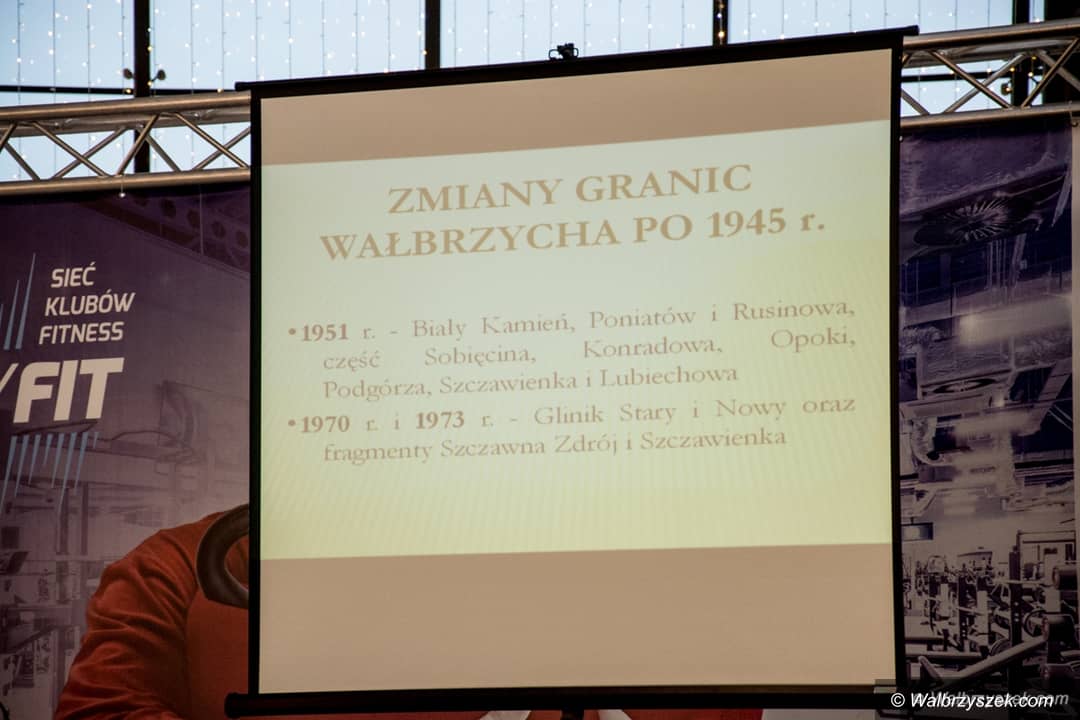 ZMIANY GRANIC
WAŁBRZYCHA PO 1945 r.
•1951 r. - Biały Kamień, Poniatów i Rusinowa,
część Sobięcina, Konradowa, Opoki,
Podgórza, Szczawienka i Lubiechowa
•1970 r. i 1973 r. - Glinik Stary i Nowy oraz
fragmenty Szczawna Zdrój i Szczawienka
SIEĆ
KLUBÓW
FITNESS
FIT
© Walbrzyszek.com